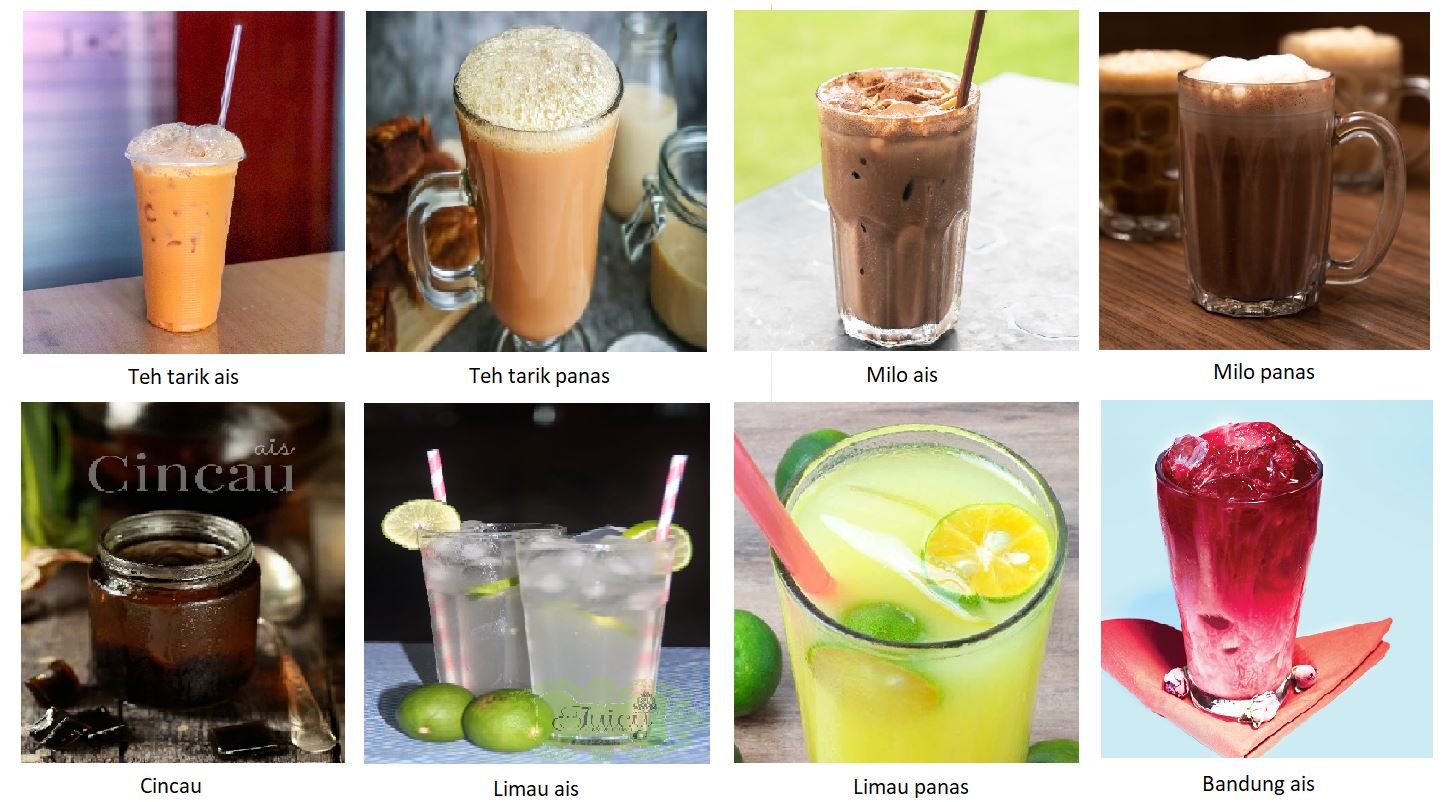 Teh tarik ais
Teh tarik panas
Milo ais
Milo panas
ais
Cincau
Juicy
Cincau
Limau ais
Limau panas
Bandung ais